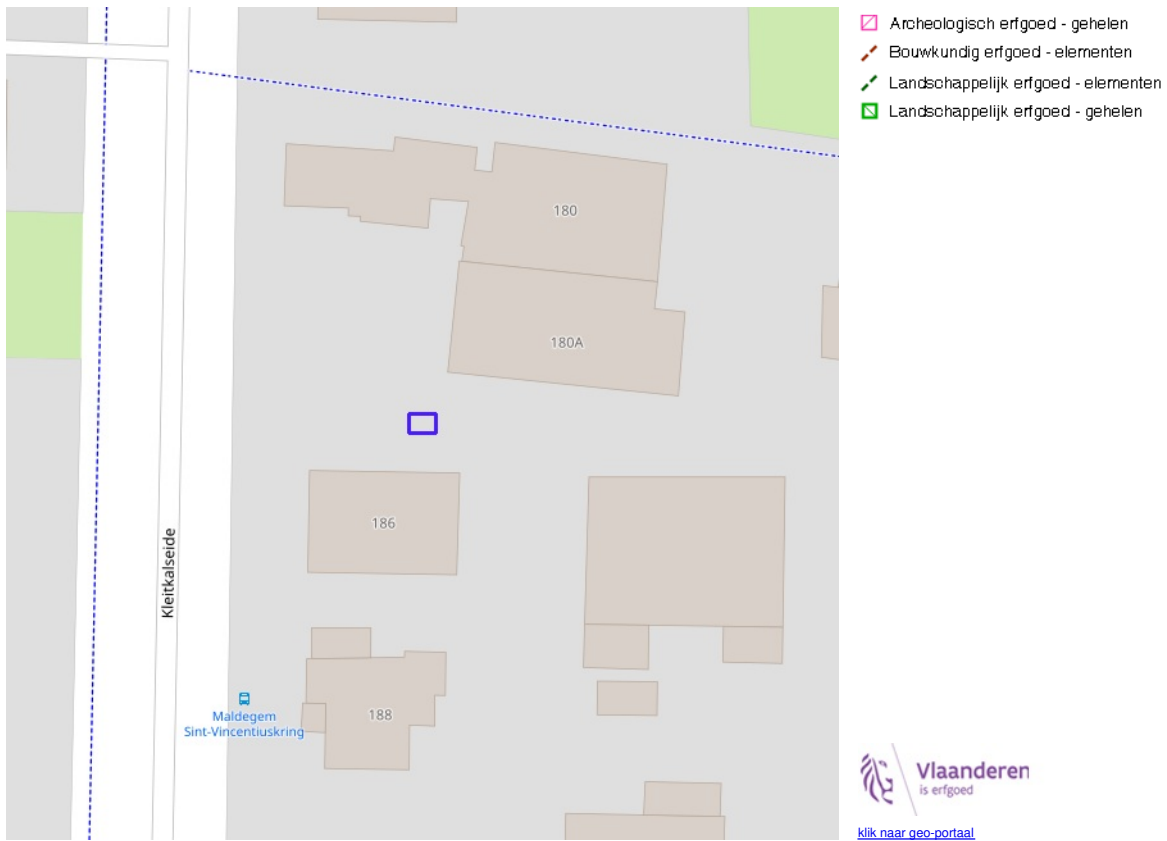 Archeologisch erfgoed - gehelen
Bouwkundig erfgoed - elementen
Landschappelijk erfgoed - elementen
Landschappelijk erfgoed - gehelen
180
180A
186
Kleitkalseide
188
Maldegem
Sint-Vincentiuskring
Vlaanderen
is erfgoed
klik naar geo-portaal